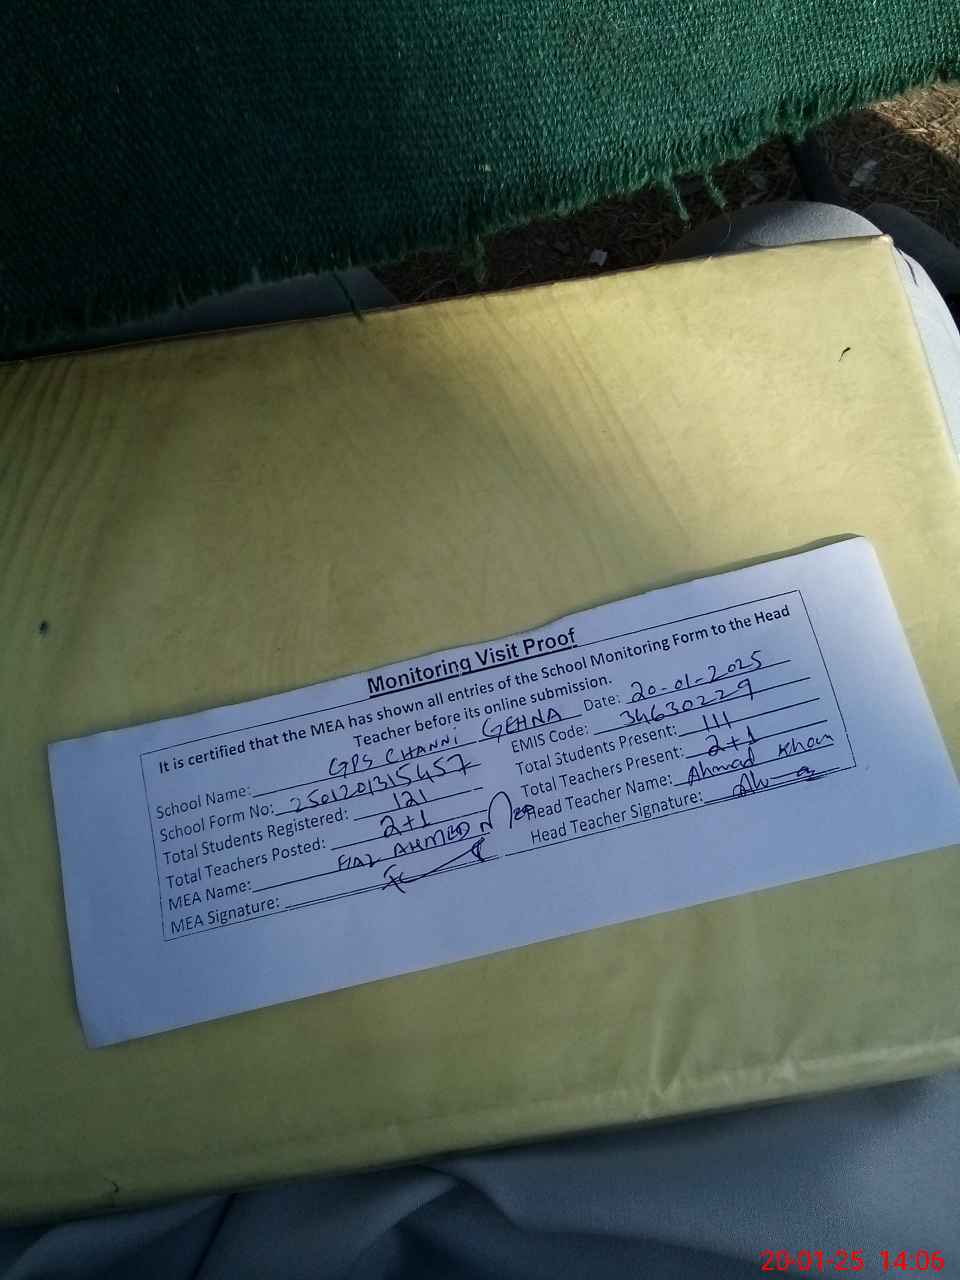 Monitoring Visit Proof
It is certified that the MEA has shown all entries of the School Monitoring Form to the Head
Teacher before its online submission.
School Name: GPS CHANNI GEHNA Date: 20-01-2025
School Form No: 2501201315457 EMIS Code: 34630229
Total Students Registered: 121 Total Students Present: 111
Total Teachers Posted: 2+1 Total Teachers Present: 2+1
MEA Name: FIAZ AHMED Head Teacher Name: Ahmad Khan
MEA Signature: Head Teacher Signature:
20-01-25 14:06